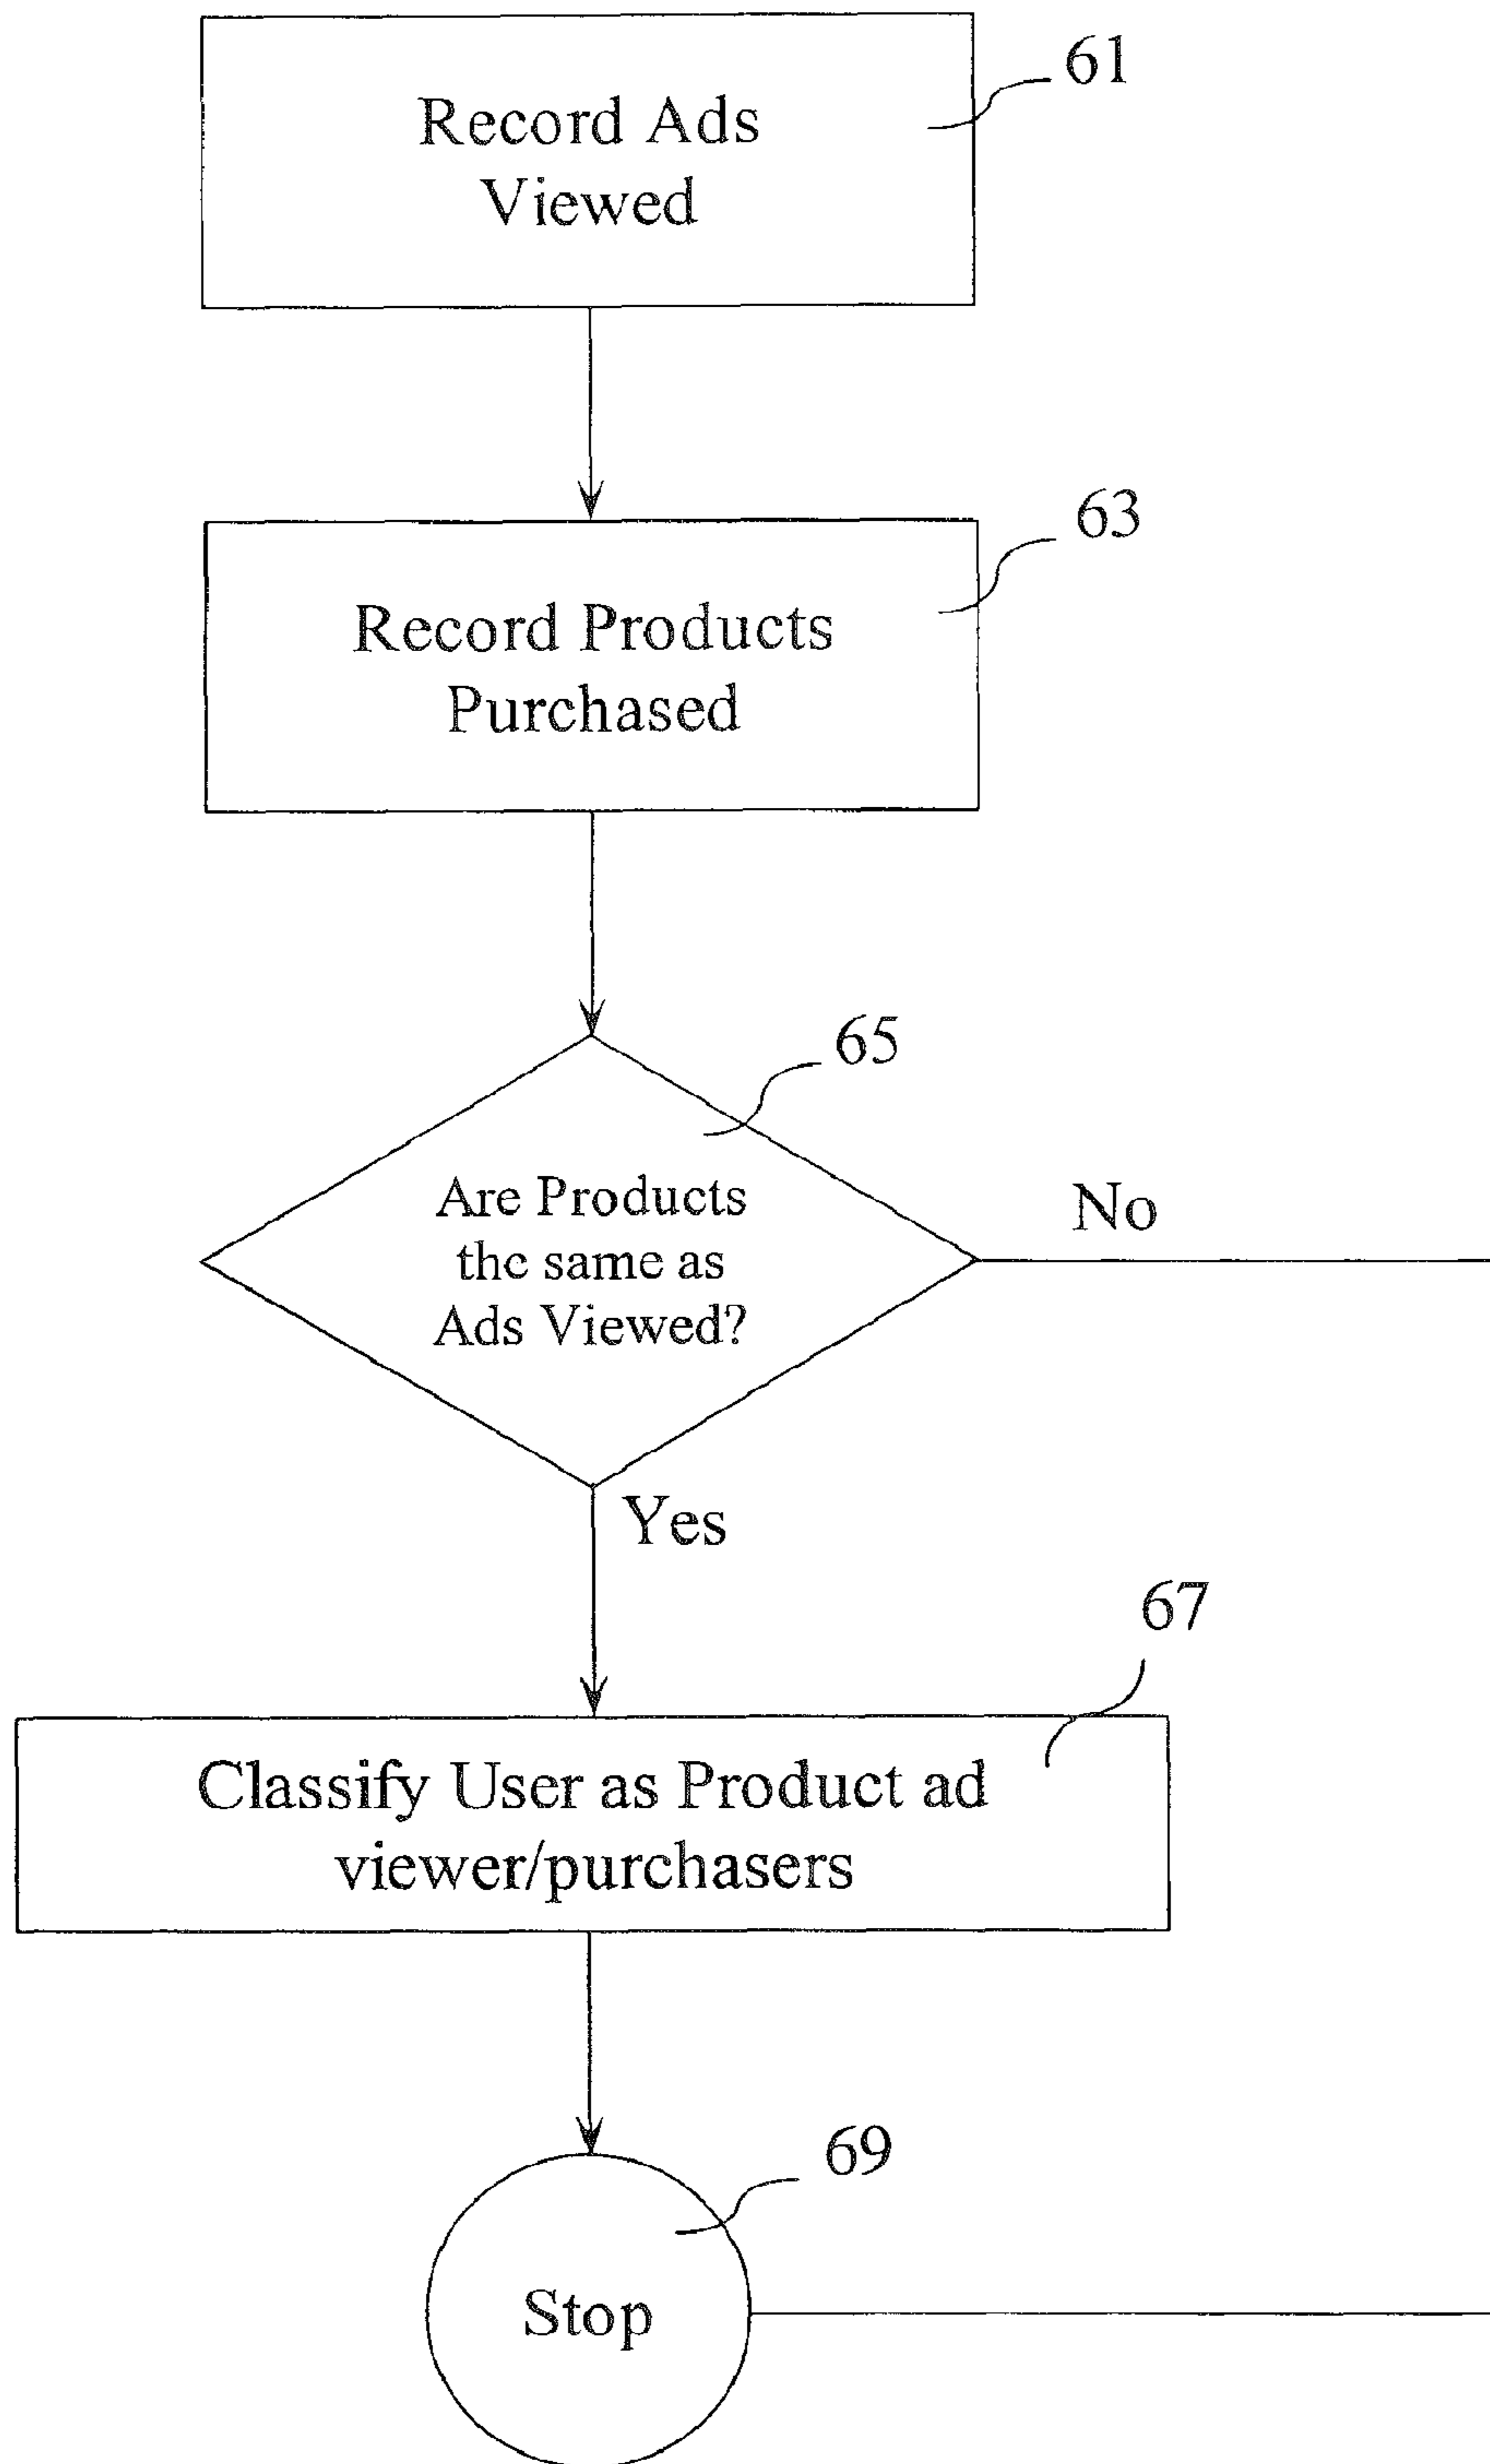 61
Record Ads
Viewed
63
Record Products
Purchased
65
Are Products
the same as
Ads Viewed?
No
Yes
67
Classify User as Product ad
viewer/purchasers
69
Stop